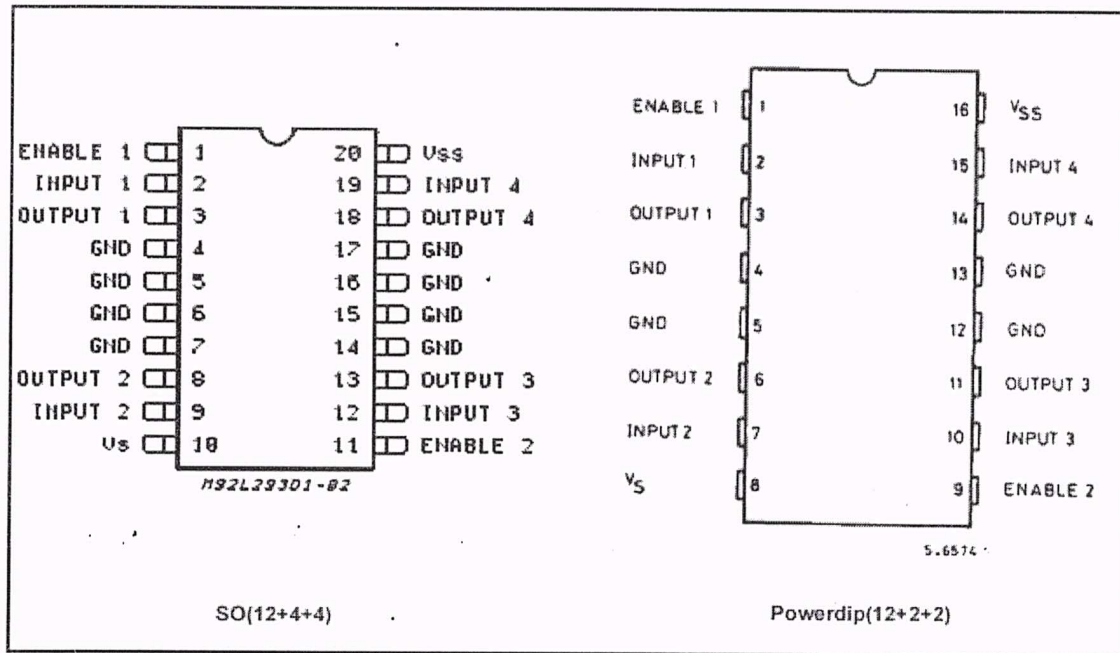 ENABLE 1 1 20 Vss
INPUT 1 2 19 INPUT 4
OUTPUT 1 3 18 OUTPUT 4
GND 4 17 GND
GND 5 16 GND
GND 6 15 GND
GND 7 14 GND
OUTPUT 2 8 13 OUTPUT 3
INPUT 2 9 12 INPUT 3
Vs 10 11 ENABLE 2
M92L293D1-02
SO(12+4+4)
ENABLE 1 1 16 VSS
INPUT 1 2 15 INPUT 4
OUTPUT 1 3 14 OUTPUT 4
GND 4 13 GND
GND 5 12 GND
OUTPUT 2 6 11 OUTPUT 3
INPUT 2 7 10 INPUT 3
VS 8 9 ENABLE 2
5.6574
Powerdip(12+2+2)